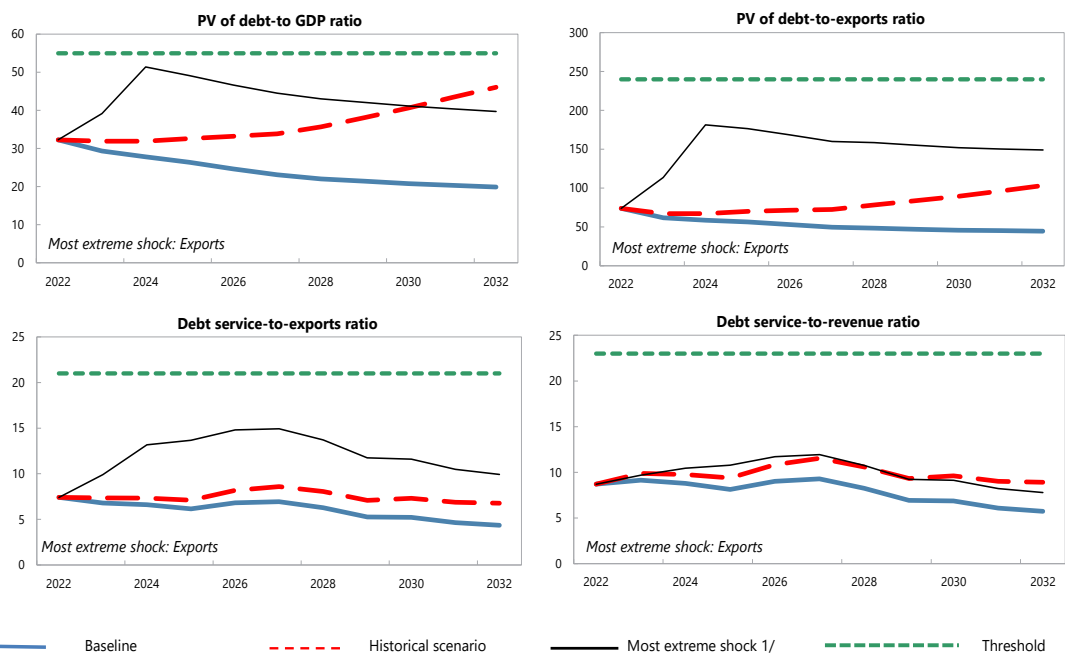 PV of debt-to GDP ratio
60
50
40
30
20
10
0
Most extreme shock: Exports
2022 2024 2026 2028 2030 2032
PV of debt-to-exports ratio
300
250
200
150
100
50
0
Most extreme shock: Exports
2022 2024 2026 2028 2030 2032
Debt service-to-exports ratio
25
20
15
10
5
0
Most extreme shock: Exports
2022 2024 2026 2028 2030 2032
Debt service-to-revenue ratio
25
20
15
10
5
0
Most extreme shock: Exports
2022 2024 2026 2028 2030 2032
Baseline Historical scenario Most extreme shock 1/ Threshold